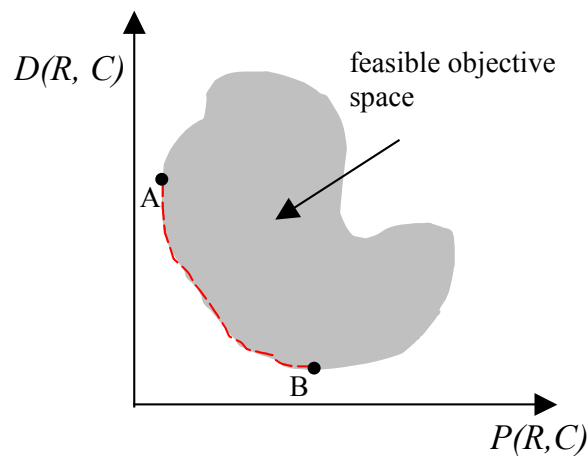 D(R, C)
feasible objective
space
A
B
P(R,C)